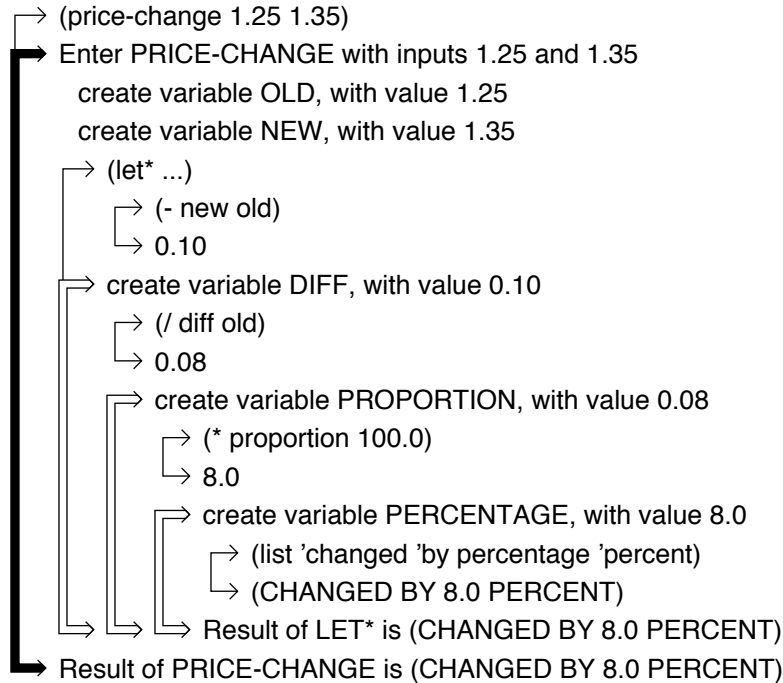 (price-change 1.25 1.35)
Enter PRICE-CHANGE with inputs 1.25 and 1.35
create variable OLD, with value 1.25
create variable NEW, with value 1.35
(let* ...)
(- new old)
0.10
create variable DIFF, with value 0.10
(/ diff old)
0.08
create variable PROPORTION, with value 0.08
(* proportion 100.0)
8.0
create variable PERCENTAGE, with value 8.0
(list ’changed ’by percentage ’percent)
(CHANGED BY 8.0 PERCENT)
Result of LET* is (CHANGED BY 8.0 PERCENT)
Result of PRICE-CHANGE is (CHANGED BY 8.0 PERCENT)